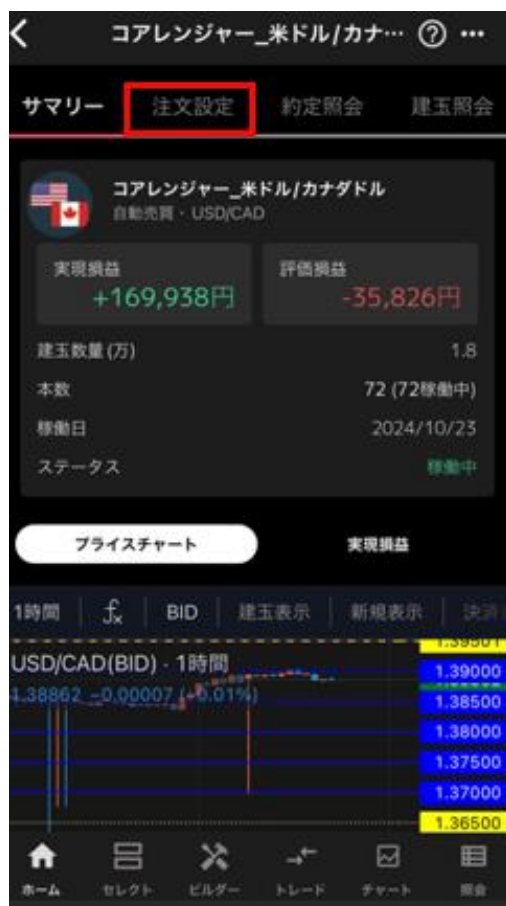 コアレンジャー_米ドル/カナ…
サマリー 注文設定 約定照会 建玉照会
コアレンジャー_米ドル/カナダドル
自動売買・USD/CAD
実現損益 評価損益
+169,938円 -35,826円
建玉数量 (万) 1.8
本数 72 (72稼働中)
稼働日 2024/10/23
ステータス 稼働中
プライスチャート 実現損益
1時間 fx BID 建玉表示 新規表示 決済
USD/CAD(BID)・1時間
1.39000
1.38862 -0.00007
1.38500
1.38000
1.37500
1.37000
1.36500
ホーム セレクト ビルダー トレード チャート 照会